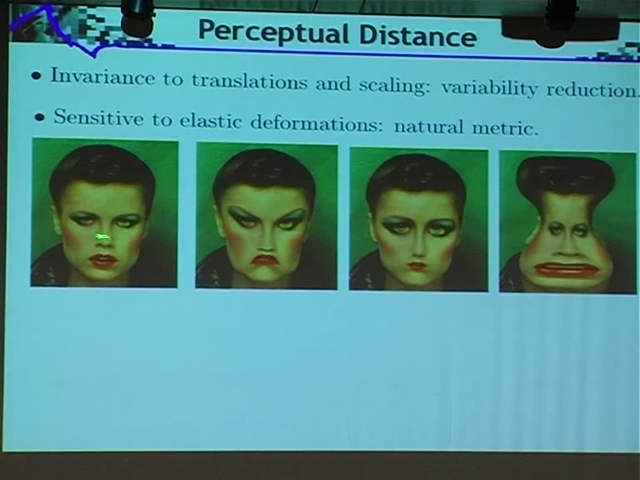 Perceptual Distance
• Invariance to translations and scaling: variability reduction.
• Sensitive to elastic deformations: natural metric.